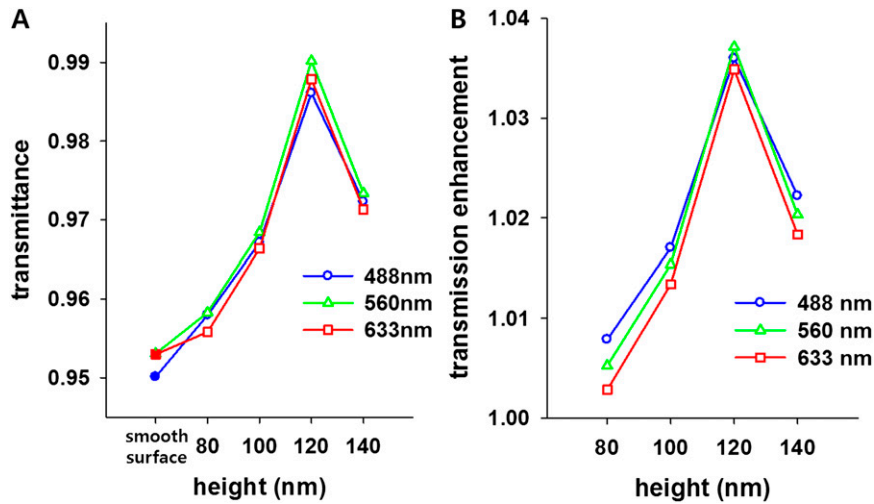 A
transmittance
0.99
0.98
0.97
0.96
0.95
488nm
560nm
633nm
smooth
surface
80
100
120
140
height (nm)
B
transmission enhancement
1.04
1.03
1.02
1.01
1.00
488 nm
560 nm
633 nm
80
100
120
140
height (nm)